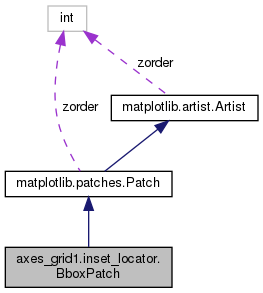 int
zorder
zorder
matplotlib.artist.Artist
matplotlib.patches.Patch
axes_grid1.inset_locator.
BboxPatch